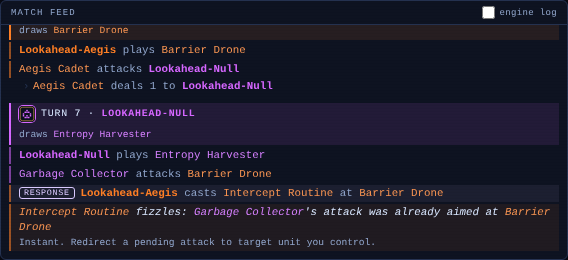 MATCH FEED
engine log
draws Barrier Drone
Lookahead-Aegis plays Barrier Drone
Aegis Cadet attacks Lookahead-Null
Aegis Cadet deals 1 to Lookahead-Null
TURN 7 · LOOKAHEAD-NULL
draws Entropy Harvester
Lookahead-Null plays Entropy Harvester
Garbage Collector attacks Barrier Drone
RESPONSE Lookahead-Aegis casts Intercept Routine at Barrier Drone
Intercept Routine fizzles: Garbage Collector's attack was already aimed at Barrier
Drone
Instant. Redirect a pending attack to target unit you control.